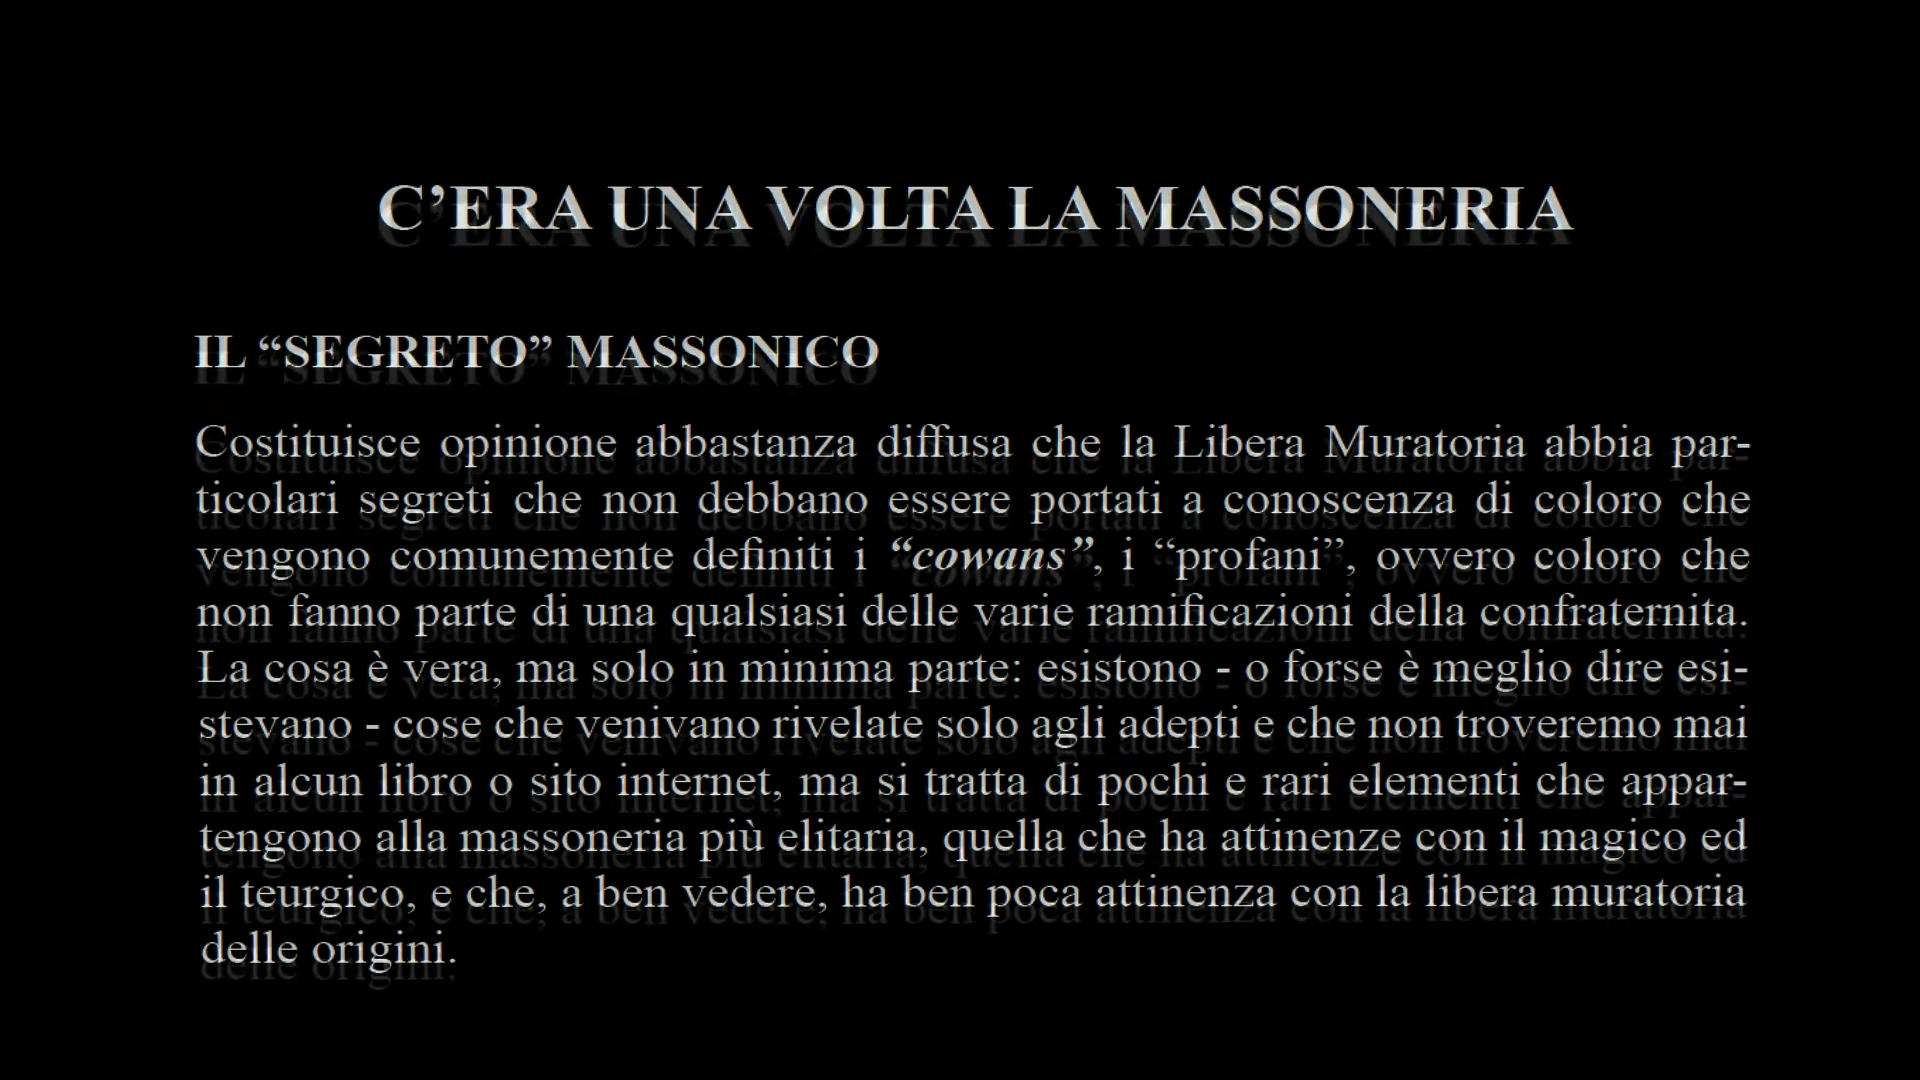 C’ERA UNA VOLTA LA MASSONERIA
IL “SEGRETO” MASSONICO
Costituisce opinione abbastanza diffusa che la Libera Muratoria abbia par-
ticolari segreti che non debbano essere portati a conoscenza di coloro che
vengono comunemente definiti i “cowans”, i “profani”, ovvero coloro che
non fanno parte di una qualsiasi delle varie ramificazioni della confraternita.
La cosa è vera, ma solo in minima parte: esistono - o forse è meglio dire esi-
stevano - cose che venivano rivelate solo agli adepti e che non troveremo mai
in alcun libro o sito internet, ma si tratta di pochi e rari elementi che appar-
tengono alla massoneria più elitaria, quella che ha attinenze con il magico ed
il teurgico, e che, a ben vedere, ha ben poca attinenza con la libera muratoria
delle origini.